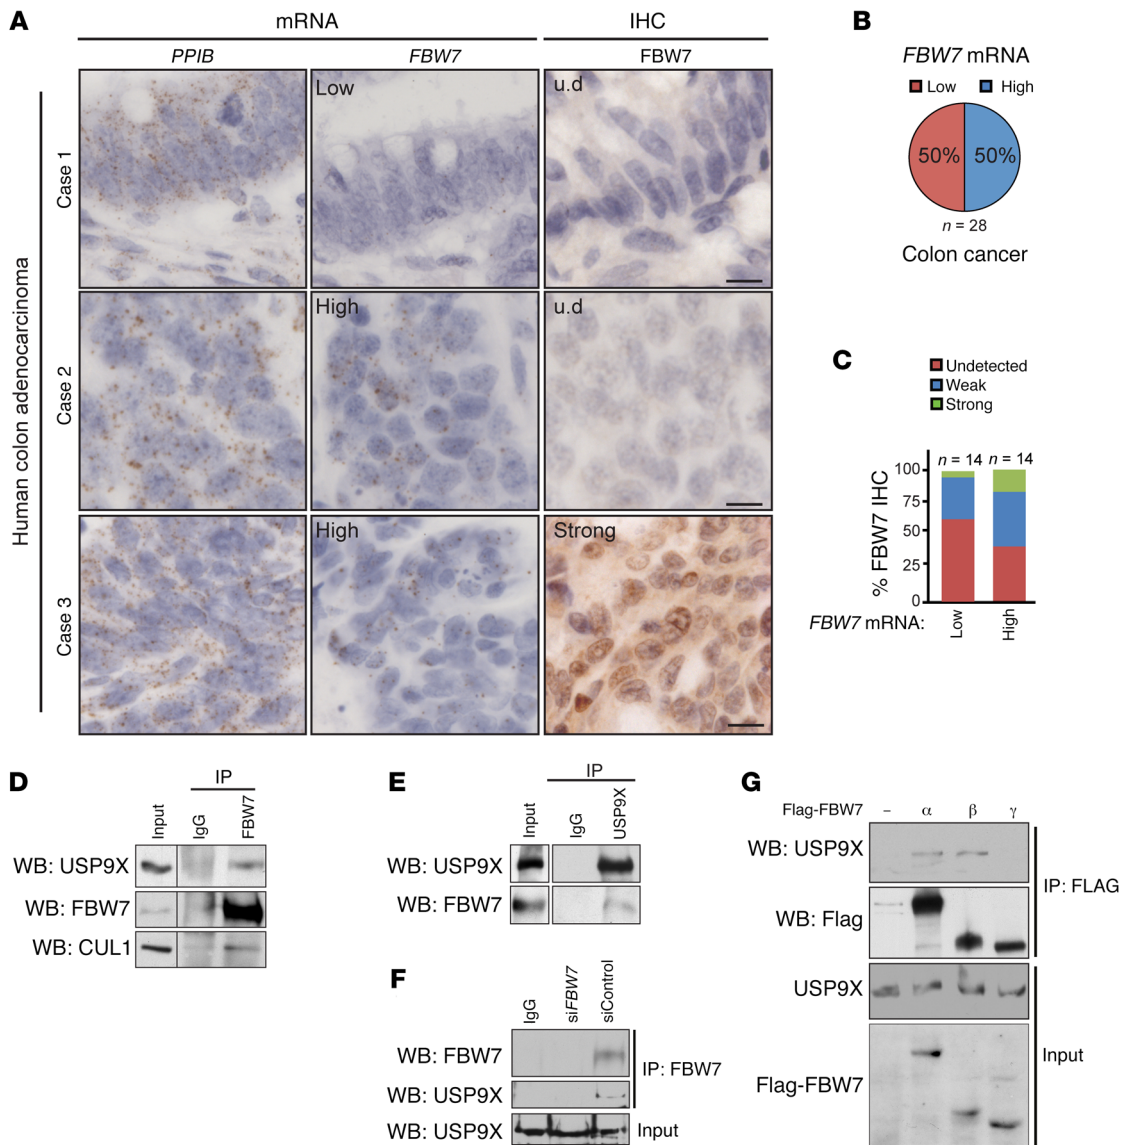 A
mRNA
IHC
PPIB
FBW7
FBW7
Human colon adenocarcinoma
Case 1
Low
u.d
Case 2
High
u.d
Case 3
High
Strong
B
FBW7 mRNA
Low
High
50%
50%
n = 28
Colon cancer
C
Undetected
Weak
Strong
% FBW7 IHC
100
75
50
25
0
n = 14
n = 14
FBW7 mRNA:
Low
High
D
IP
Input
IgG
FBW7
WB: USP9X
WB: FBW7
WB: CUL1
E
IP
Input
IgG
USP9X
WB: USP9X
WB: FBW7
F
IgG
siFBW7
siControl
WB: FBW7
WB: USP9X
IP: FBW7
WB: USP9X
Input
G
Flag-FBW7
–
α
β
γ
WB: USP9X
WB: Flag
IP: FLAG
USP9X
Flag-FBW7
Input